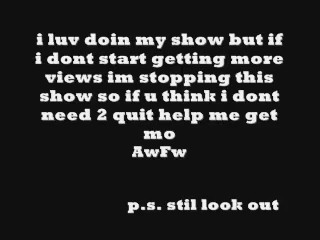 i luv doin my show but if
i dont start getting more
views im stopping this
show so if u think i dont
need 2 quit help me get
mo
AwFw
p.s. stil look out